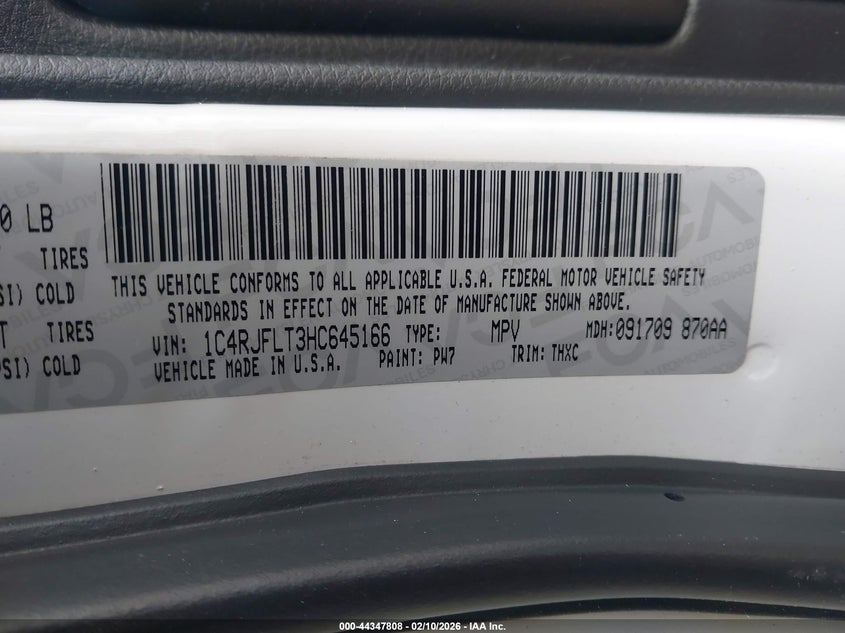 0 LB
TIRES
SI) COLD
THIS VEHICLE CONFORMS TO ALL APPLICABLE U.S.A. FEDERAL MOTOR VEHICLE SAFETY
STANDARDS IN EFFECT ON THE DATE OF MANUFACTURE SHOWN ABOVE.
T TIRES
VIN: 1C4RJFLT3HC645166 TYPE: MPV MDH:091709 870AA
PSI) COLD
VEHICLE MADE IN U.S.A. PAINT: PW7 TRIM: THXC
000-44347808 - 02/10/2026 - IAA Inc.